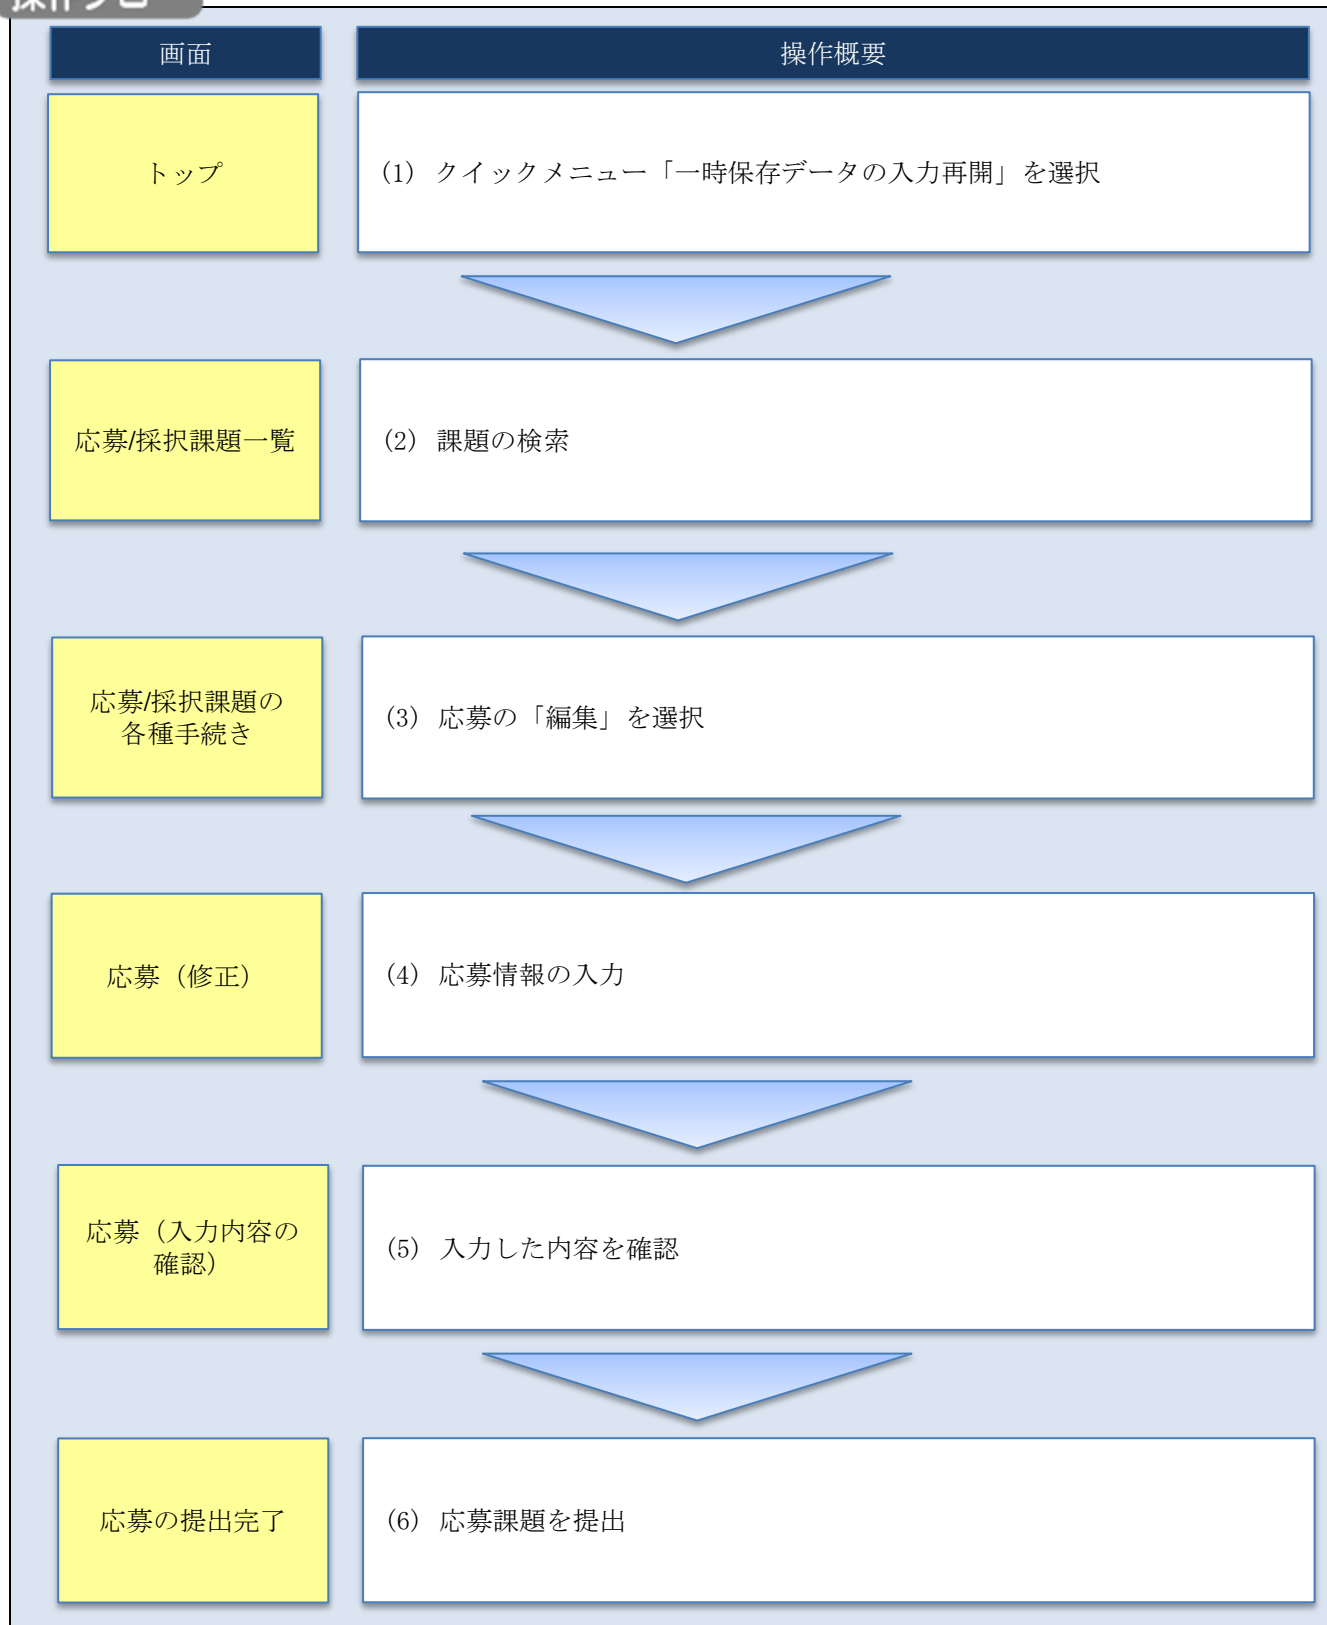 操作フロー
画面
操作概要
トップ
(1) クイックメニュー「一時保存データの入力再開」を選択
応募/採択課題一覧
(2) 課題の検索
応募/採択課題の
各種手続き
(3) 応募の「編集」を選択
応募（修正）
(4) 応募情報の入力
応募（入力内容の
確認）
(5) 入力した内容を確認
応募の提出完了
(6) 応募課題を提出